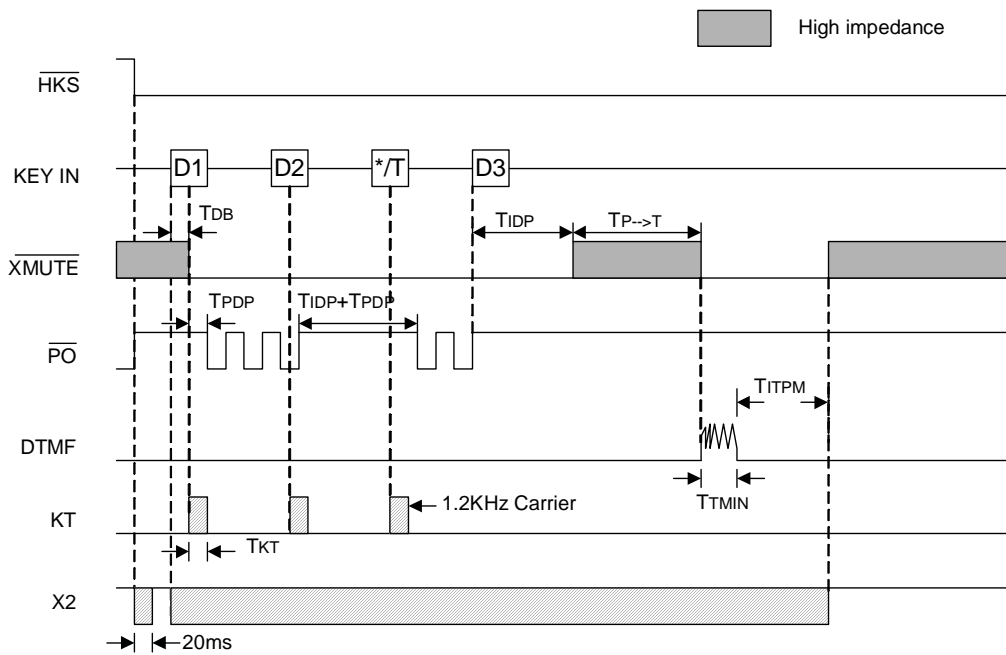 High impedance
HKS
KEY IN
D1
D2
*/T
D3
TDB
TIDP
TP-->T
XMUTE
TPDP
TIDP+TPDP
PO
TITPM
DTMF
TTMIN
1.2KHz Carrier
KT
TKT
X2
20ms